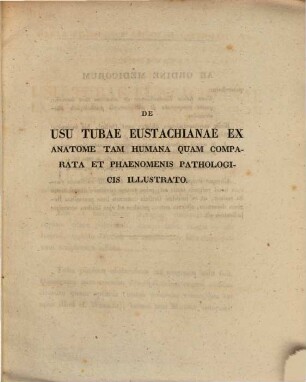 DE
USU TUBAE EUSTACHIANAE EX
ANATOME TAM HUMANA QUAM COMPA-
RATA ET PHAENOMENIS PATHOLOGI-
CIS ILLUSTRATO.